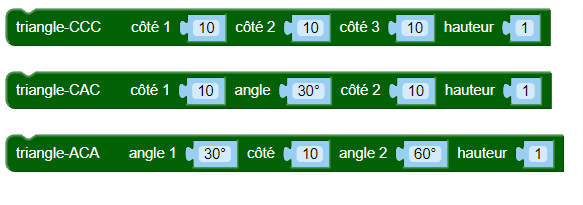 triangle-CCC côté 1 10 côté 2 10 côté 3 10 hauteur 1
triangle-CAC côté 1 10 angle 30° côté 2 10 hauteur 1
triangle-ACA angle 1 30° côté 10 angle 2 60° hauteur 1